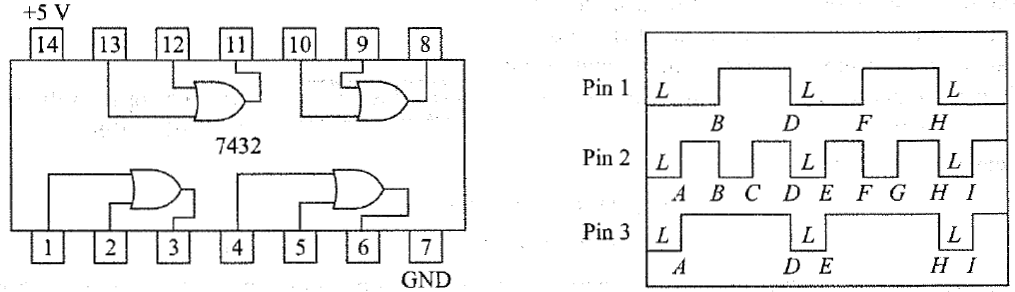 +5 V
14 13 12 11 10 9 8
7432
1 2 3 4 5 6 7
GND
Pin 1 L L L
B D F H
Pin 2 L L L
A B C D E F G H I
Pin 3 L L L
A D E H I